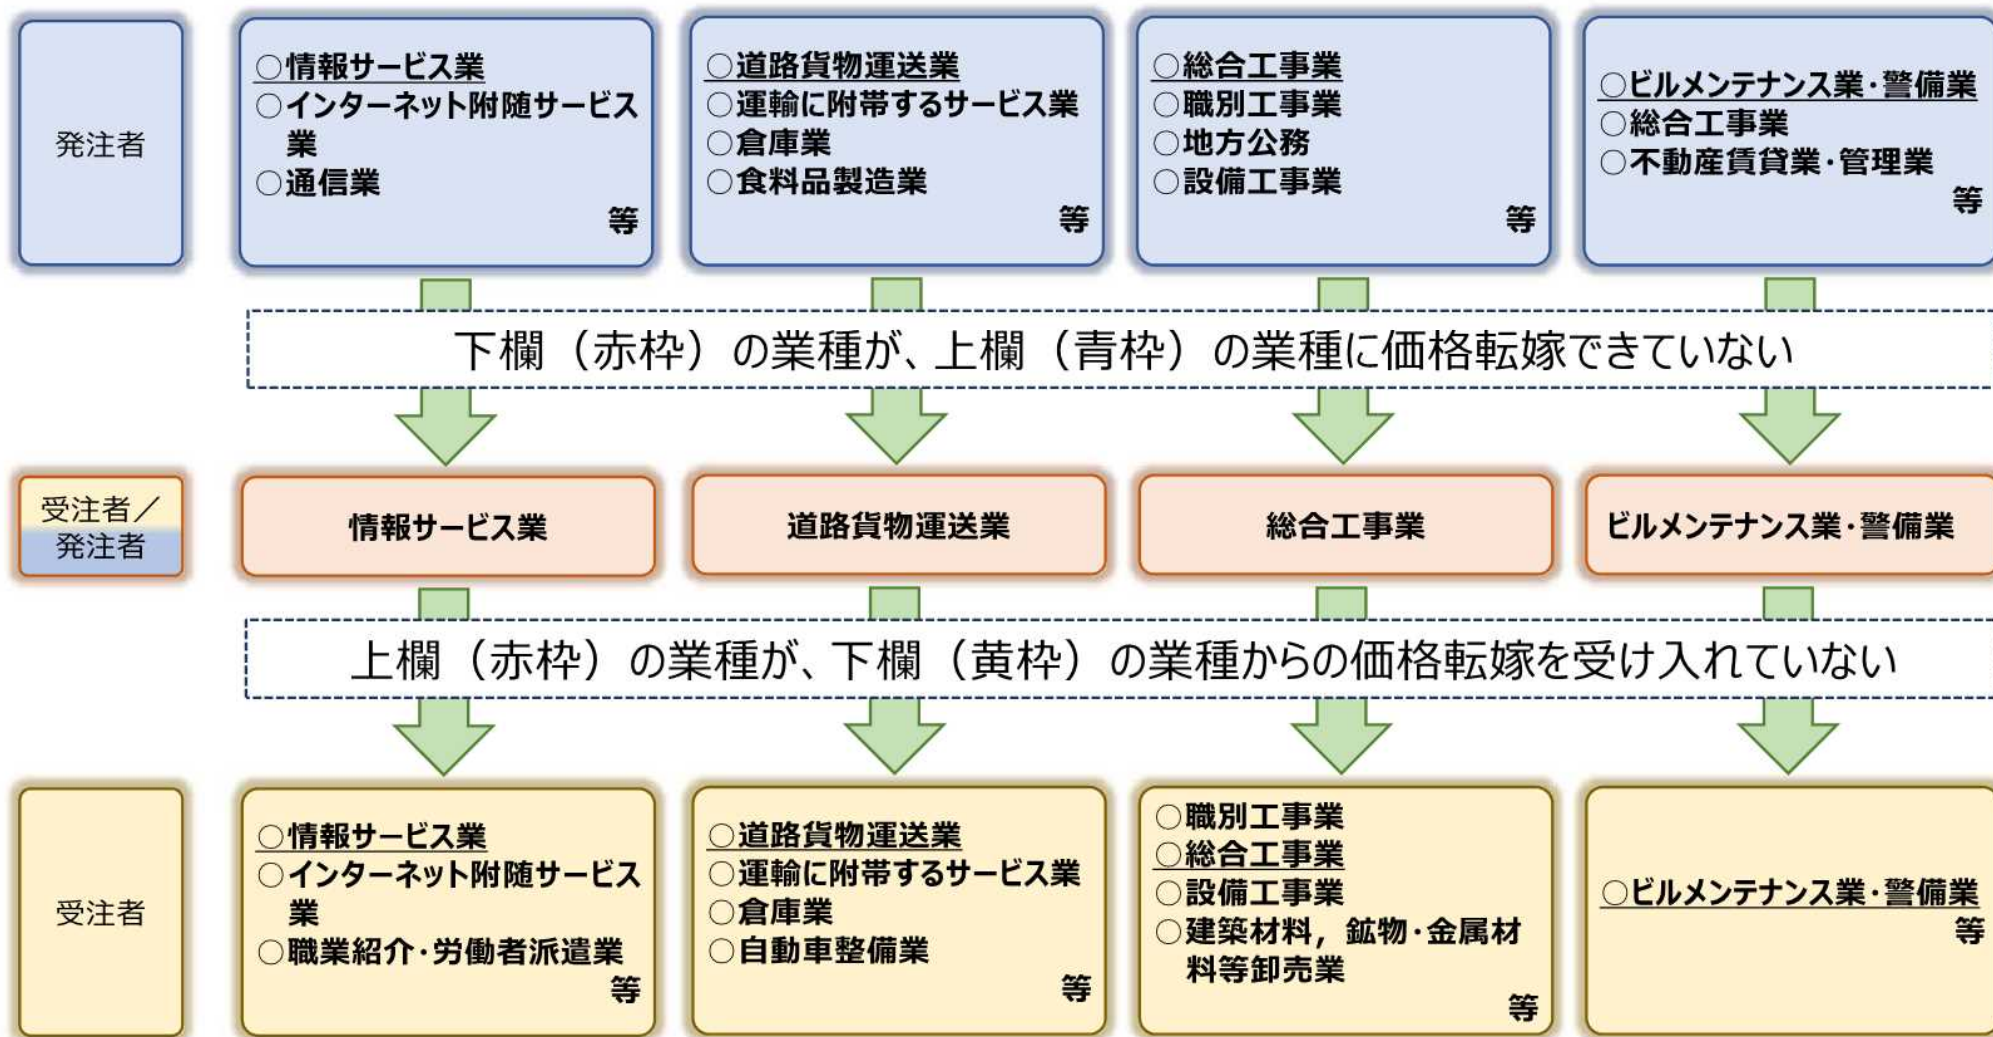 発注者
○情報サービス業
○インターネット附随サービス
業
○通信業
等
○道路貨物運送業
○運輸に附帯するサービス業
○倉庫業
○食料品製造業
等
○総合工事業
○職別工事業
○地方公務
○設備工事業
等
○ビルメンテナンス業・警備業
○総合工事業
○不動産賃貸業・管理業
等
下欄（赤枠）の業種が、上欄（青枠）の業種に価格転嫁できていない
受注者／
発注者
情報サービス業
道路貨物運送業
総合工事業
ビルメンテナンス業・警備業
上欄（赤枠）の業種が、下欄（黄枠）の業種からの価格転嫁を受け入れていない
受注者
○情報サービス業
○インターネット附随サービス
業
○職業紹介・労働者派遣業
等
○道路貨物運送業
○運輸に附帯するサービス業
○倉庫業
○自動車整備業
等
○職別工事業
○総合工事業
○設備工事業
○建築材料，鉱物・金属材
料等卸売業
等
○ビルメンテナンス業・警備業
等